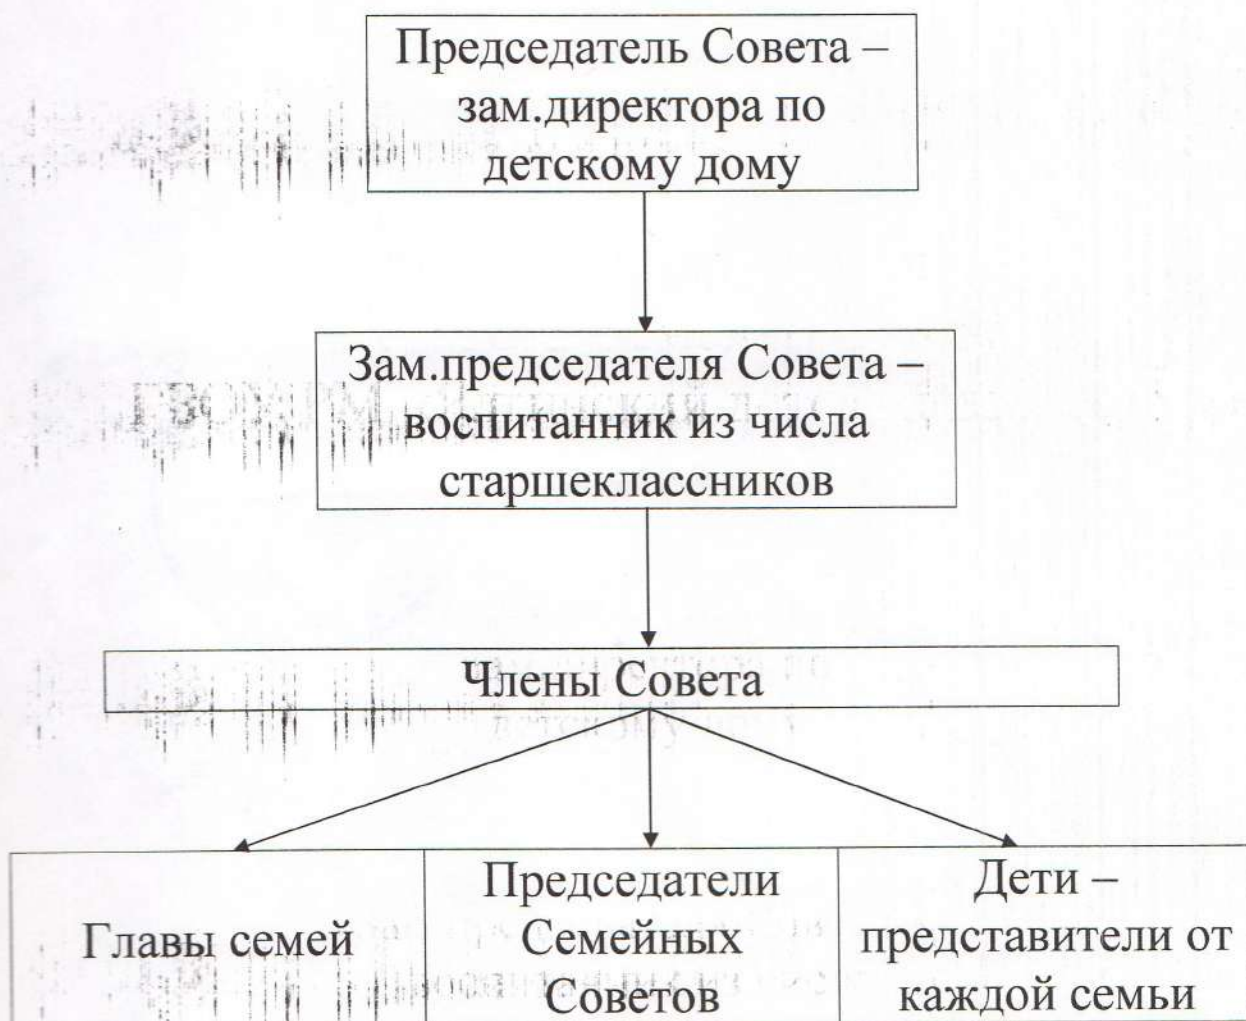 Председатель Совета –
зам.директора по
детскому дому
Зам.председателя Совета –
воспитанник из числа
старшеклассников
Члены Совета
Главы семей
Председатели
Семейных
Советов
Дети –
представители от
каждой семьи